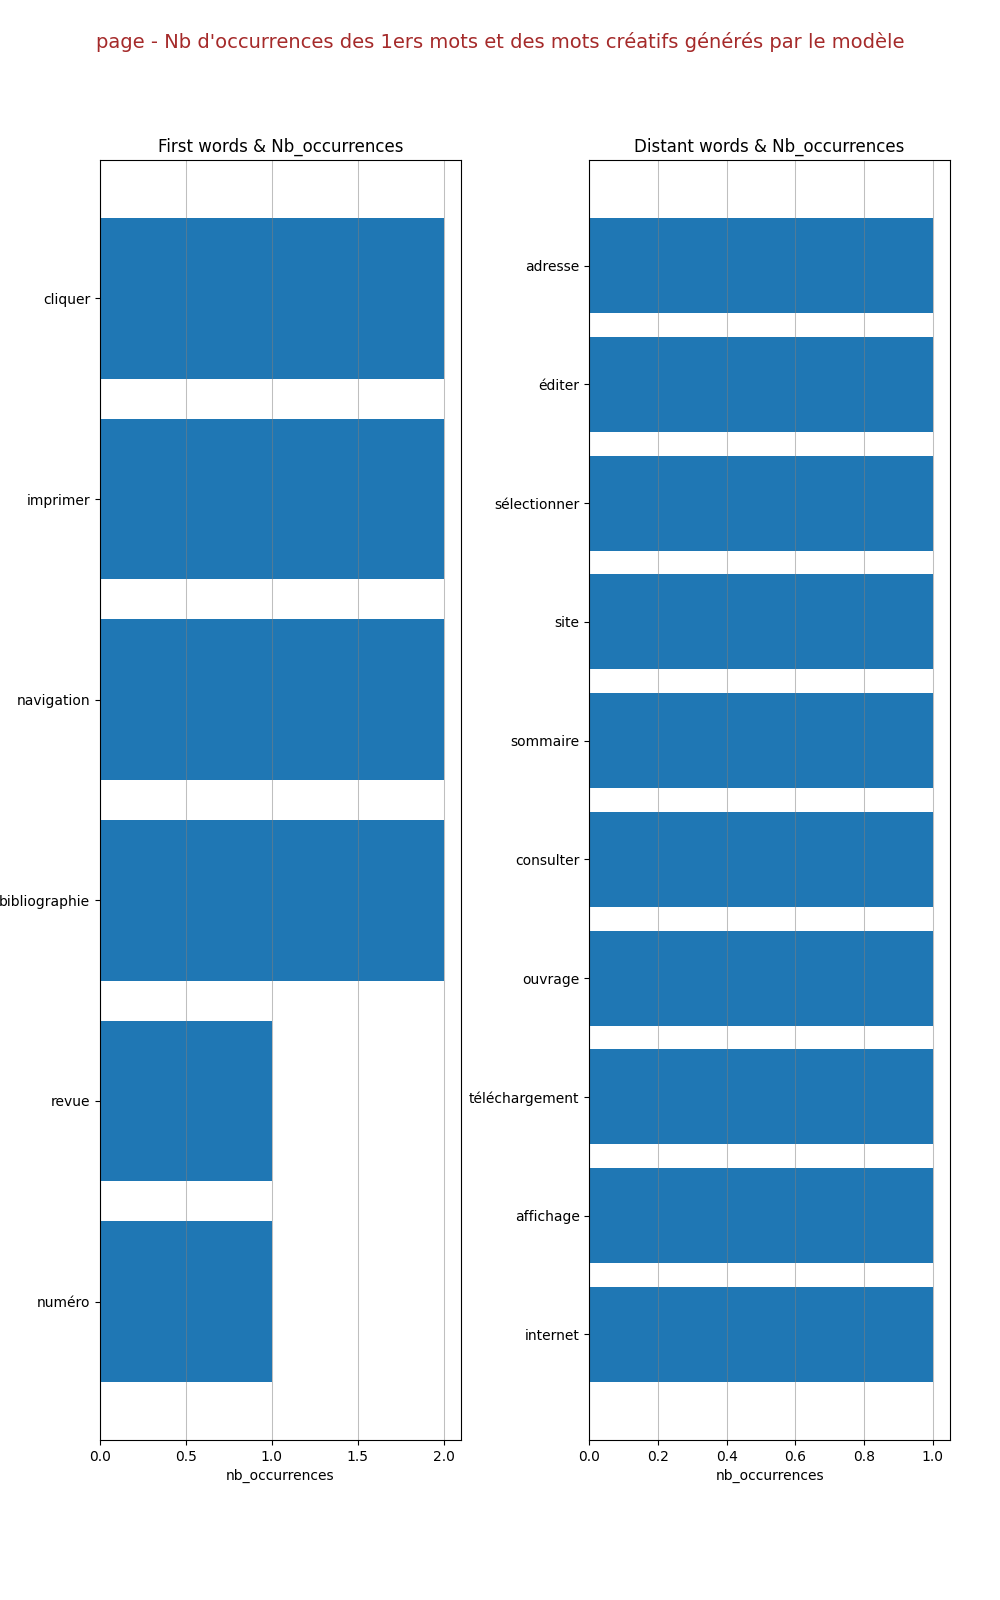 page - Nb d'occurrences des 1ers mots et des mots créatifs générés par le modèle
First words & Nb_occurrences
cliquer
imprimer
navigation
bibliographie
revue
numéro
0.0 0.5 1.0 1.5 2.0
nb_occurrences
Distant words & Nb_occurrences
adresse
éditer
sélectionner
site
sommaire
consulter
ouvrage
téléchargement
affichage
internet
0.0 0.2 0.4 0.6 0.8 1.0
nb_occurrences